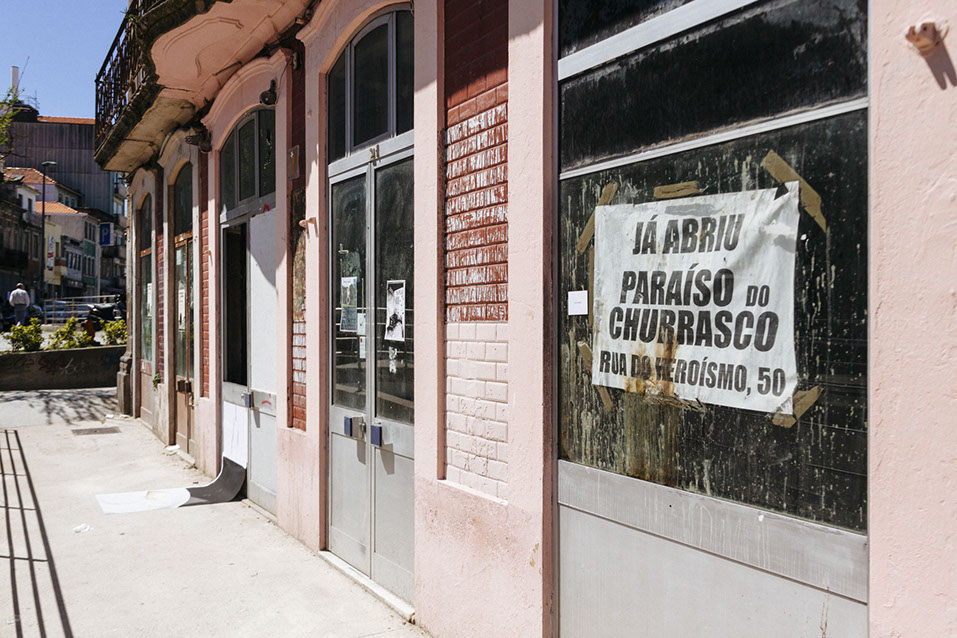 JÁ ABRIU
PARAÍSO DO
CHURRASCO
RUA DO HEROÍSMO, 50